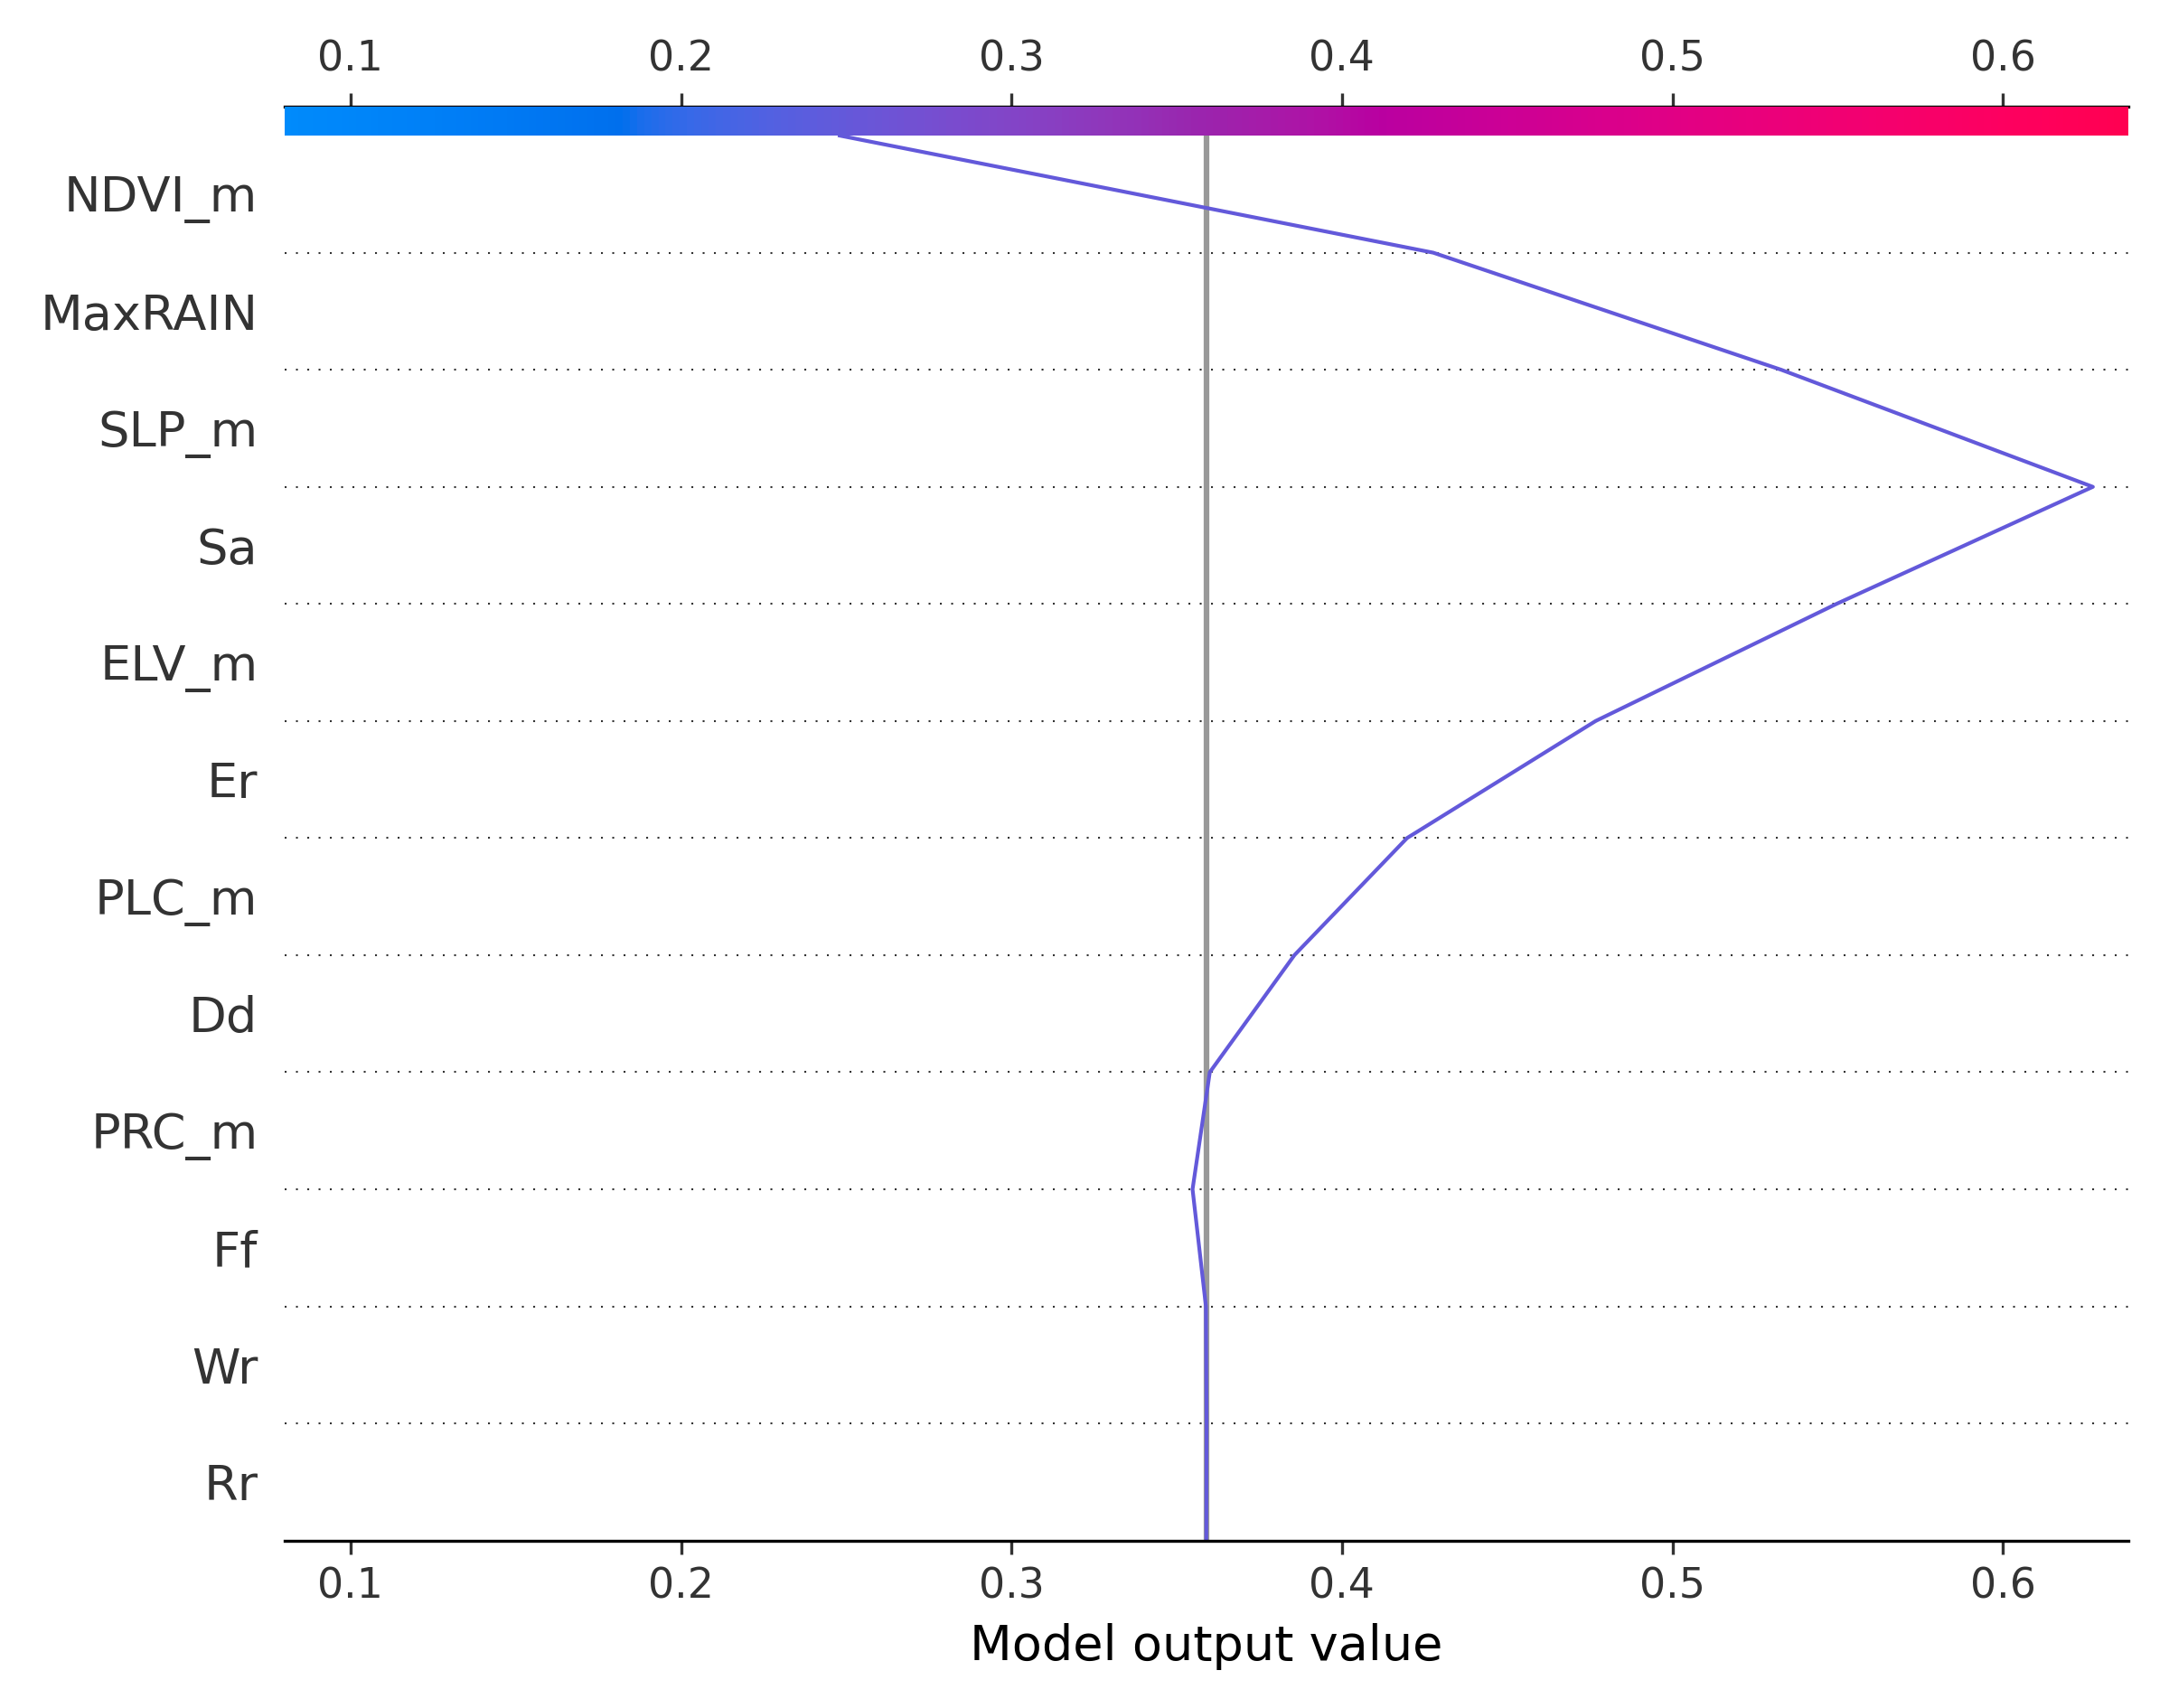 0.1 0.2 0.3 0.4 0.5 0.6
NDVI_m
MaxRAIN
SLP_m
Sa
ELV_m
Er
PLC_m
Dd
PRC_m
Ff
Wr
Rr
0.1 0.2 0.3 0.4 0.5 0.6
Model output value